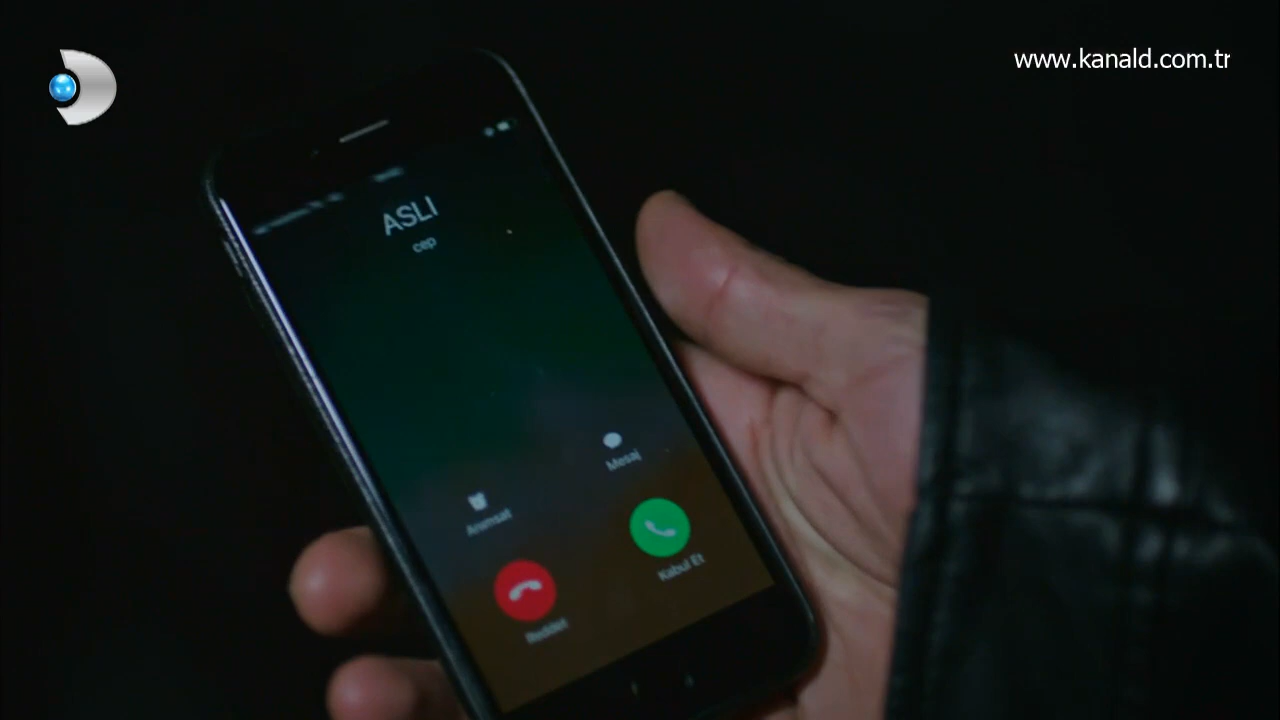 www.kanald.com.tr
ASLI
cep
Mesaj
Anımsat
Kabul Et
Reddet